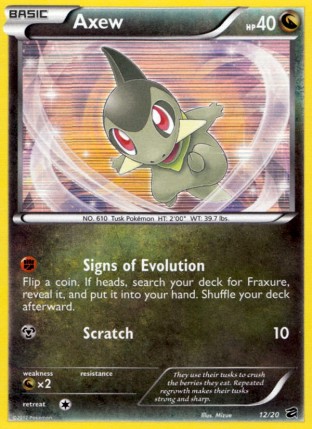 BASIC
Axew
HP40
NO. 610 Tusk Pokémon HT: 2'00" WT: 39.7 lbs.
Signs of Evolution
Flip a coin. If heads, search your deck for Fraxure,
reveal it, and put it into your hand. Shuffle your deck
afterward.
Scratch 10
weakness resistance
×2
retreat
They use their tusks to crush
the berries they eat. Repeated
regrowth makes their tusks
strong and sharp.
Illus. Mizue 12/20